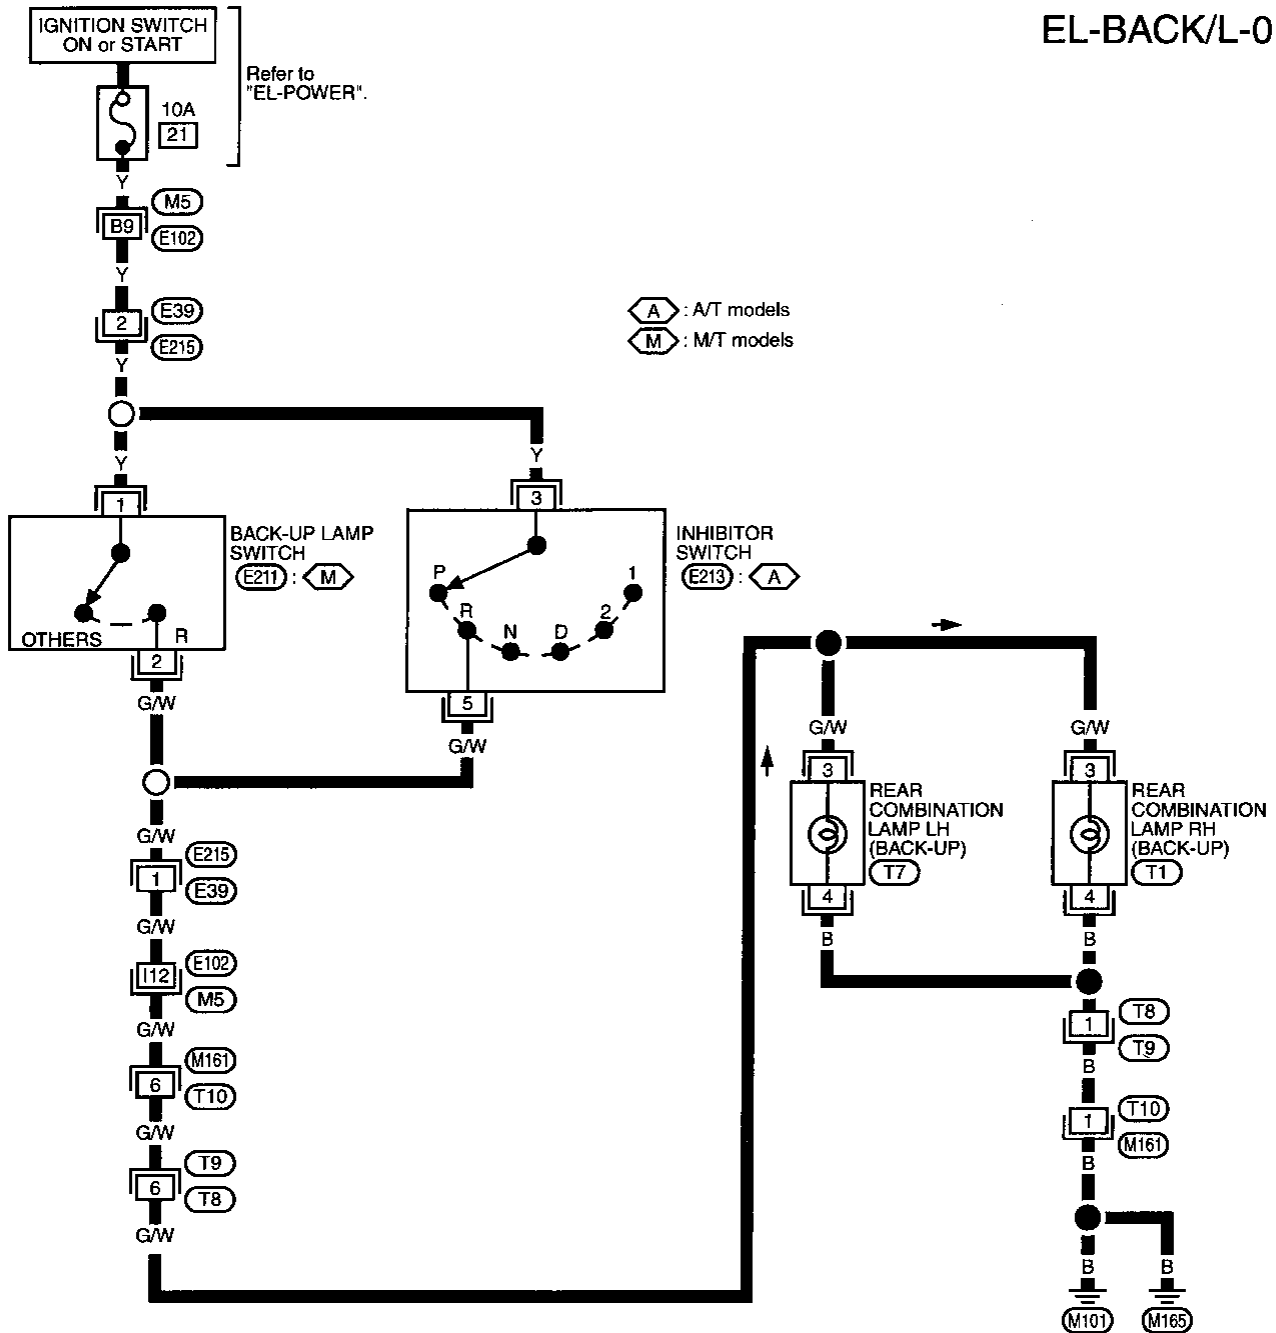 EL-BACK/L-0
IGNITION SWITCH
ON or START
Refer to
"EL-POWER".
10A
21
Y
M5
B9
E102
Y
E39
2
E215
Y
A : A/T models
M : M/T models
Y
Y
1
3
BACK-UP LAMP
SWITCH
E211 : M
OTHERS
R
2
G/W
INHIBITOR
SWITCH
E213 : A
P
R
N
D
2
1
5
G/W
G/W
E215
1
E39
G/W
E102
I12
M5
G/W
M161
6
T10
G/W
T9
6
T8
G/W
G/W
3
REAR
COMBINATION
LAMP LH
(BACK-UP)
T7
4
B
G/W
3
REAR
COMBINATION
LAMP RH
(BACK-UP)
T1
4
B
T8
1
T9
B
T10
1
M161
B
B
B
M101
M165